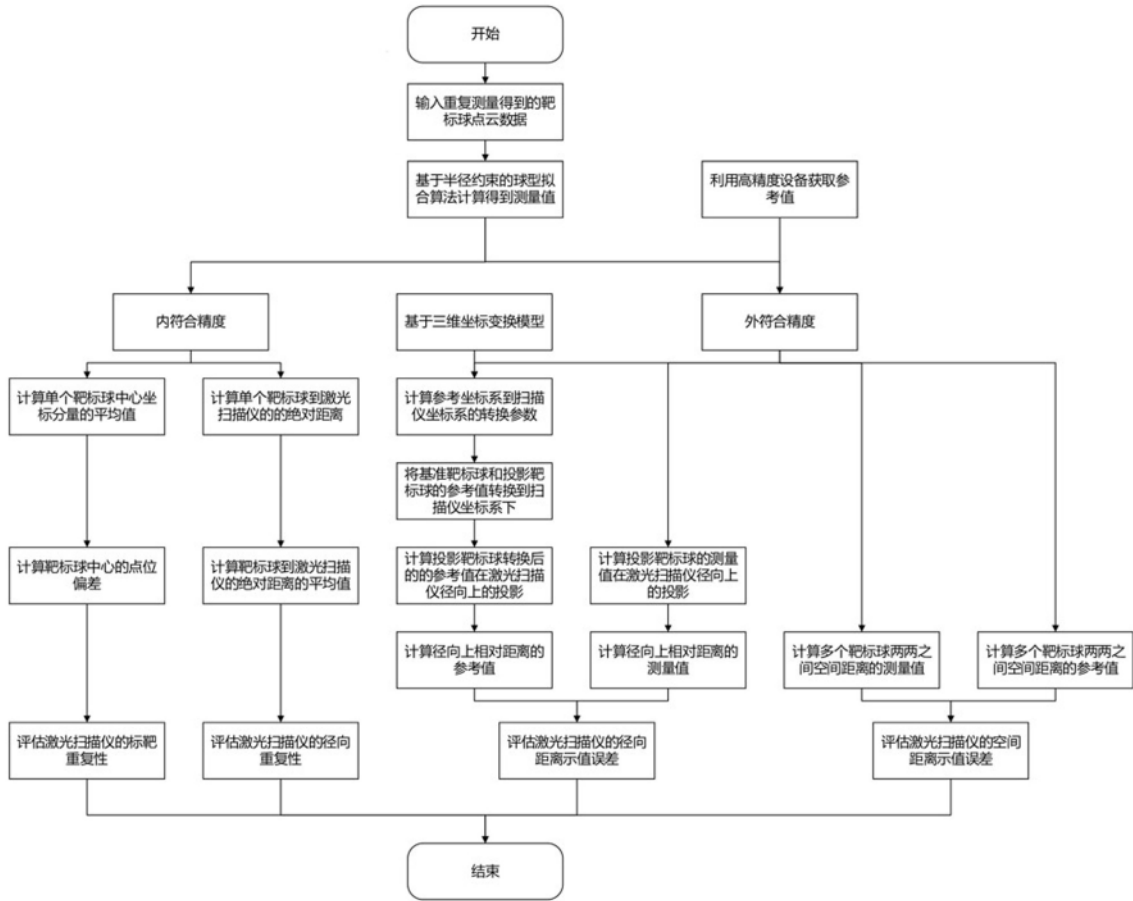 开始
输入重复测量得到的靶
标球点云数据
基于半径约束的球型拟
合算法计算得到测量值
利用高精度设备获取参
考值
内符合精度
基于三维坐标变换模型
外符合精度
计算单个靶标球中心坐
标分量的平均值
计算单个靶标球到激光
扫描仪的的绝对距离
计算参考坐标系到扫描
仪坐标系的转换参数
将基准靶标球和投影靶
标球的参考值转换到扫
描仪坐标系下
计算靶标球中心的点位
偏差
计算靶标球到激光扫描
仪的绝对距离的平均值
计算投影靶标球转换后
的的参考值在激光扫描
仪径向上的投影
计算投影靶标球的测量
值在激光扫描仪径向上
的投影
计算径向上相对距离的
参考值
计算径向上相对距离的
测量值
计算多个靶标球两两之
间空间距离的测量值
计算多个靶标球两两之
间空间距离的参考值
评估激光扫描仪的标靶
重复性
评估激光扫描仪的径向
重复性
评估激光扫描仪的径向
距离示值误差
评估激光扫描仪的空间
距离示值误差
结束